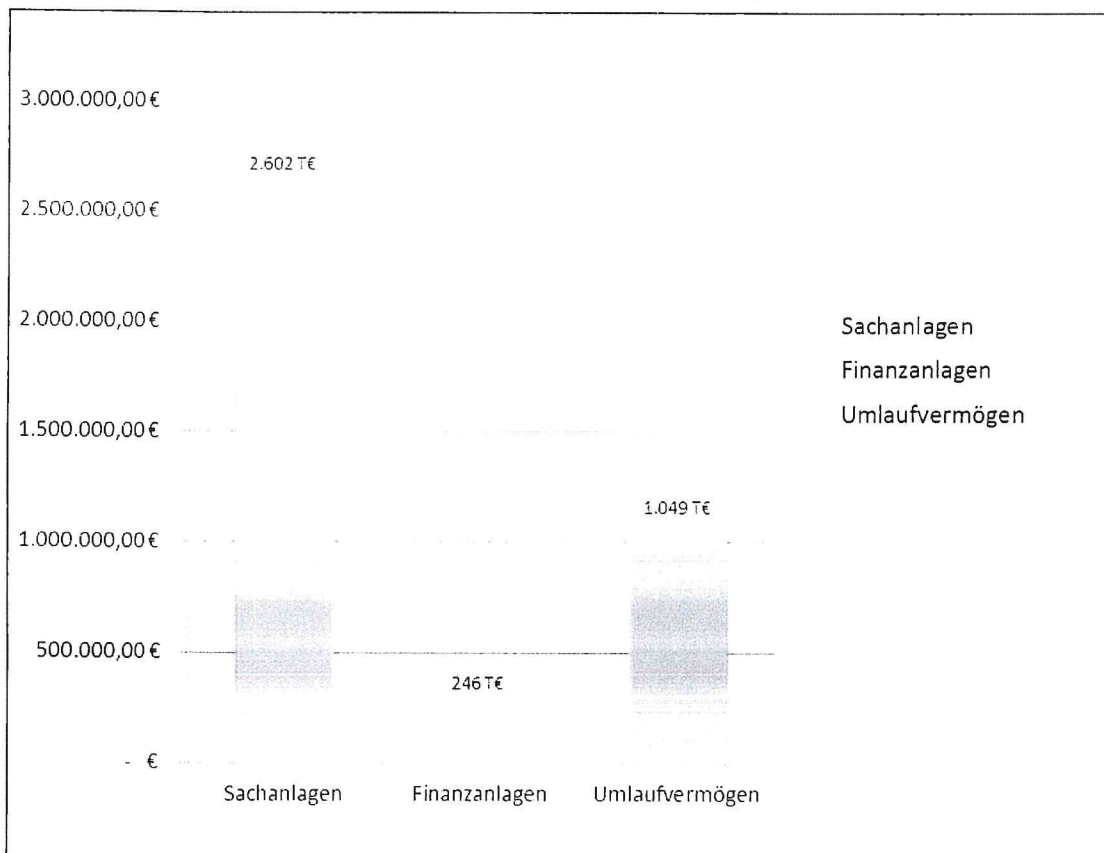 3.000.000,00 €
2.602 T€
2.500.000,00 €
2.000.000,00 €
Sachanlagen
Finanzanlagen
Umlaufvermögen
1.500.000,00 €
1.049 T€
1.000.000,00 €
500.000,00 €
246 T€
- €
Sachanlagen Finanzanlagen Umlaufvermögen